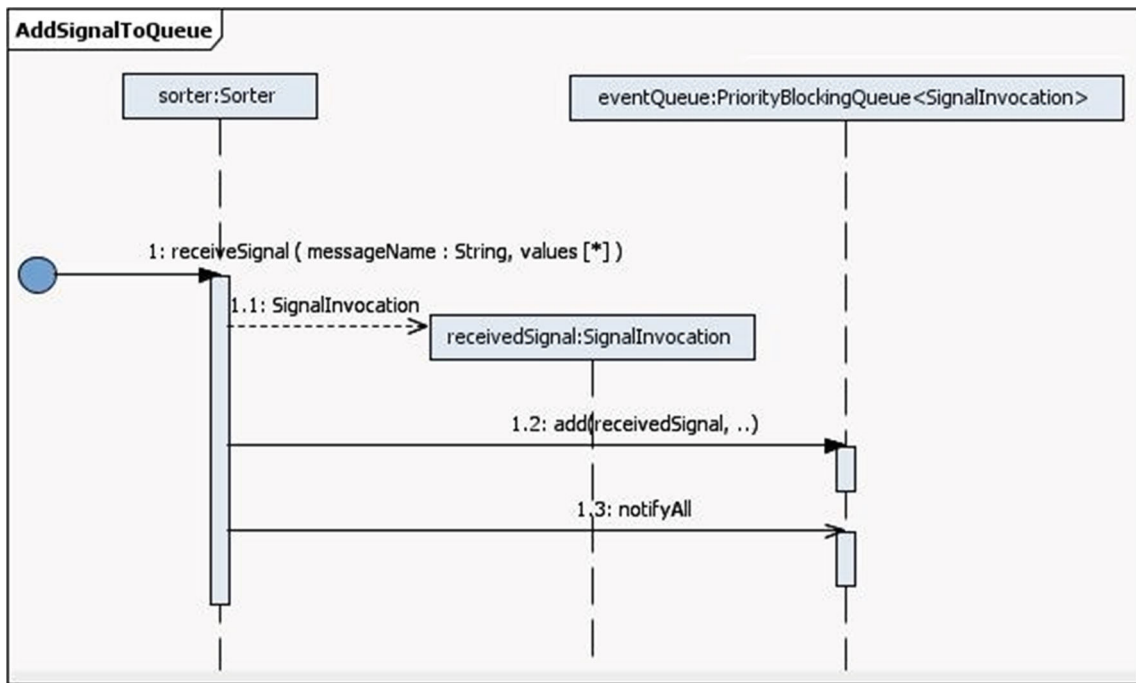 AddSignalToQueue
sorter:Sorter
eventQueue:PriorityBlockingQueue<SignalInvocation>
1: receiveSignal ( messageName : String, values [*] )
1.1: SignalInvocation
receivedSignal:SignalInvocation
1.2: add(receivedSignal, ..)
1.3: notifyAll